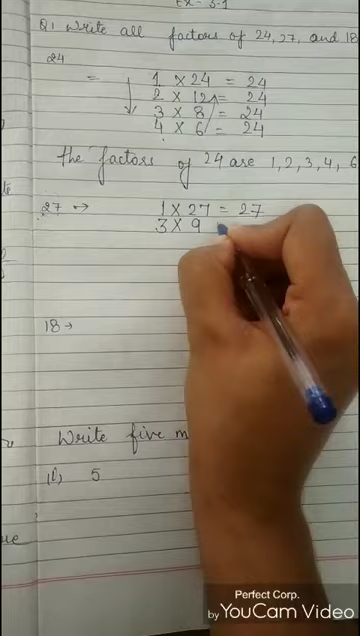 Ex - 3.1
Q1 Write all factors of 24, 27, and 18
24
= 1 × 24 = 24
2 × 12 = 24
3 × 8 = 24
4 × 6 = 24
The factors of 24 are 1, 2, 3, 4, 6
27 → 1 × 27 = 27
3 × 9
18 →
Write five m
(i) 5
Perfect Corp.
by YouCam Video